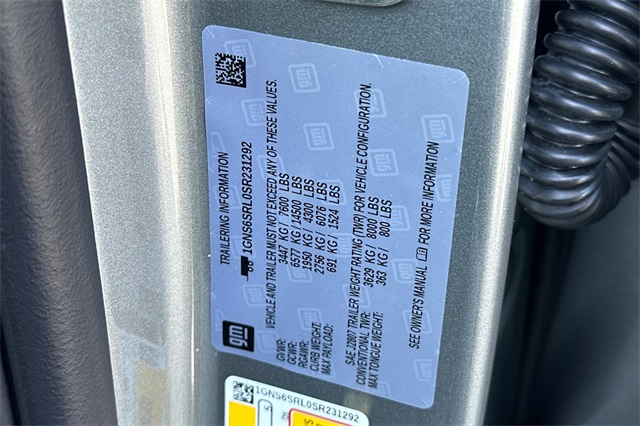 TRAILERING INFORMATION
1GNS6SRL0SR231292
VEHICLE AND TRAILER MUST NOT EXCEED ANY OF THESE VALUES.
GVWR: 3447 KG / 7600 LBS
GCWR: 6577 KG / 14500 LBS
RGAWR: 1950 KG / 4300 LBS
CURB WEIGHT: 2756 KG / 6076 LBS
MAX PAYLOAD: 691 KG / 1524 LBS
SAE J2807 TRAILER WEIGHT RATING (TWR) FOR VEHICLE CONFIGURATION.
CONVENTIONAL TWR: 3629 KG / 8000 LBS
MAX TONGUE WEIGHT: 363 KG / 800 LBS
SEE OWNER'S MANUAL FOR MORE INFORMATION
gm
1GNS6SRL0SR231292